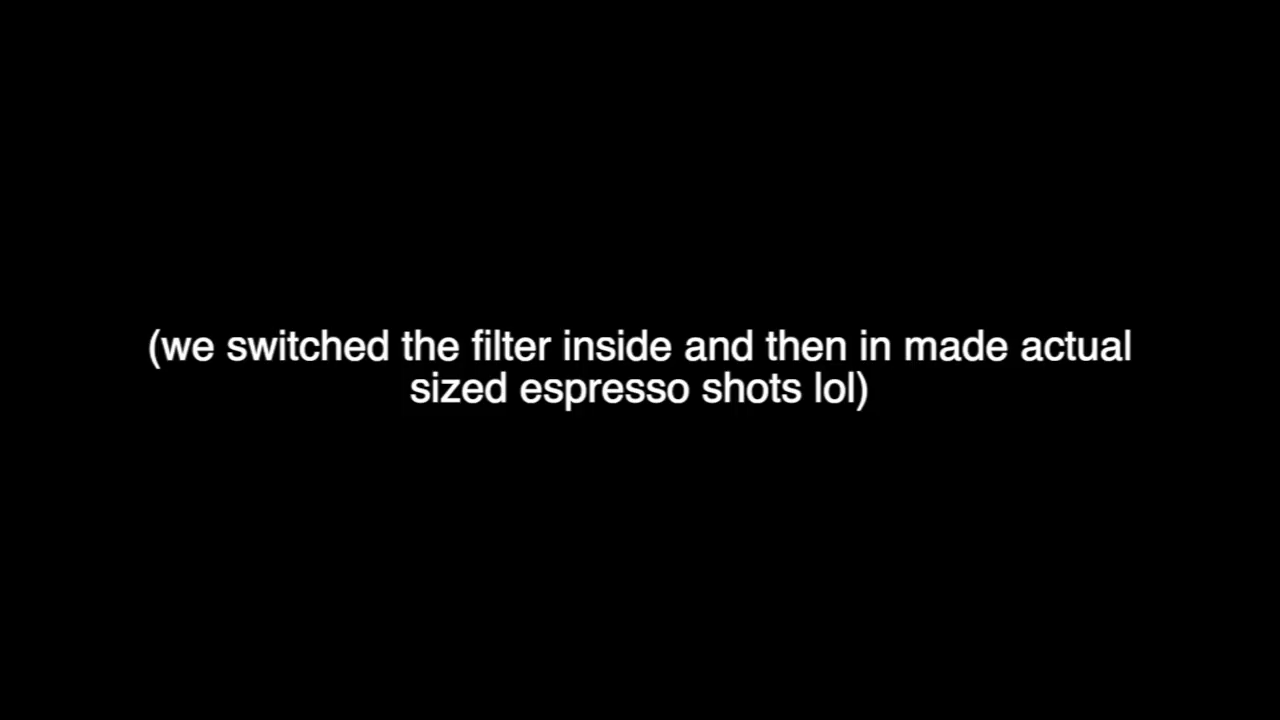 (we switched the filter inside and then in made actual
sized espresso shots lol)